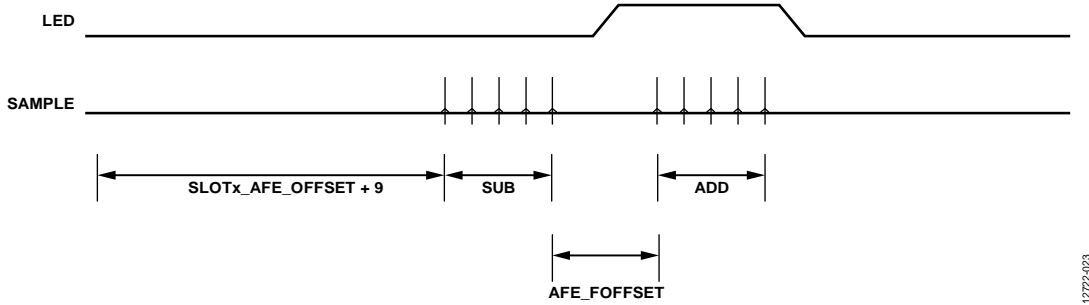 LED
SAMPLE
SLOTx_AFE_OFFSET + 9
SUB
ADD
AFE_FOFFSET
12722-023